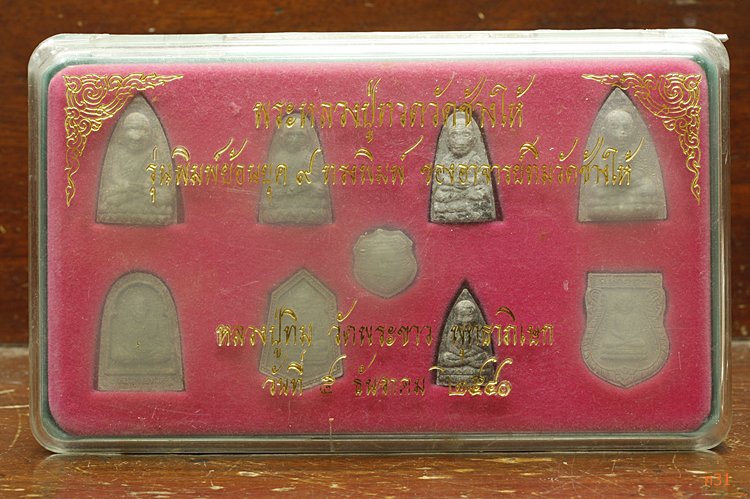 พระหลวงปู่ทวดวัดช้างให้
รุ่นพิมพ์ย้อนยุค ๙ ทรงพิมพ์ ของอาจารย์ทิมวัดช้างให้
หลวงปู่ทิม วัดพระขาว พุทธาภิเษก
วันที่ ๕ ธันวาคม ๒๕๔๑